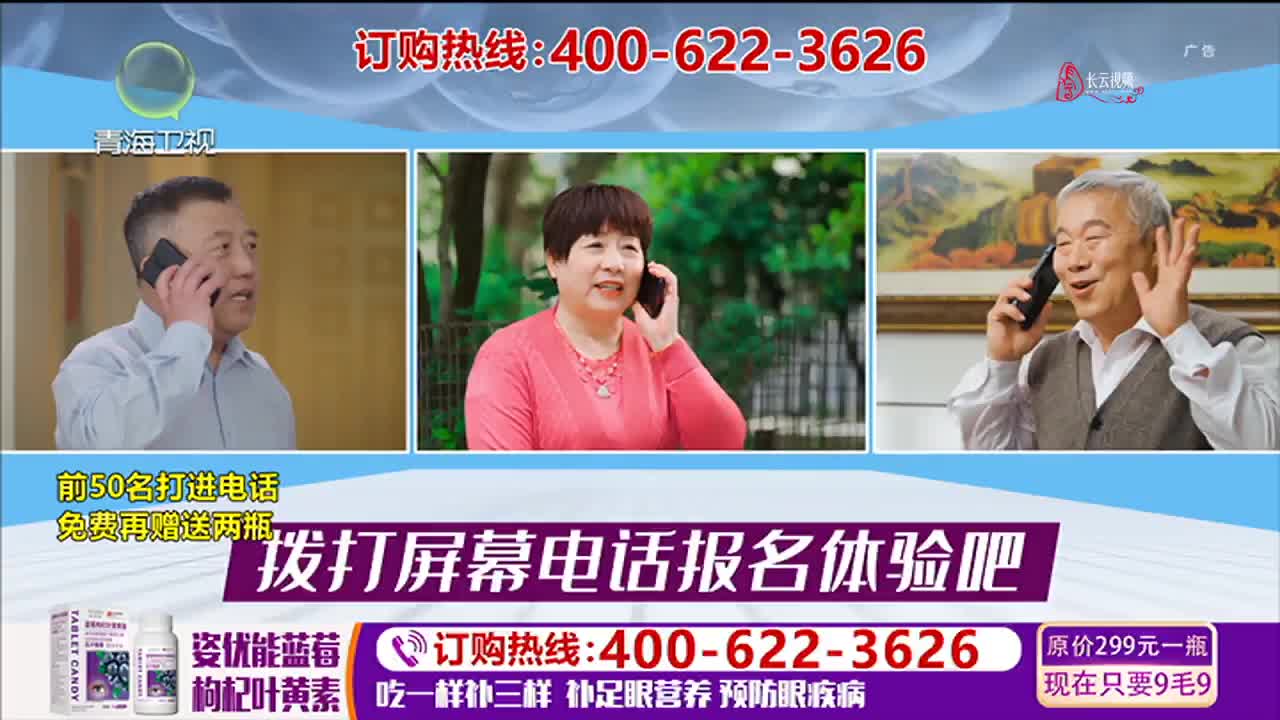 订购热线:400-622-3626
广告
长云视频
青海卫视
前50名打进电话
免费再赠送两瓶
拨打屏幕电话报名体验吧
TABLET CANDY
姿优能蓝莓
枸杞叶黄素
订购热线:400-622-3626
吃一样补三样 补足眼营养 预防眼疾病
原价299元一瓶
现在只要9毛9